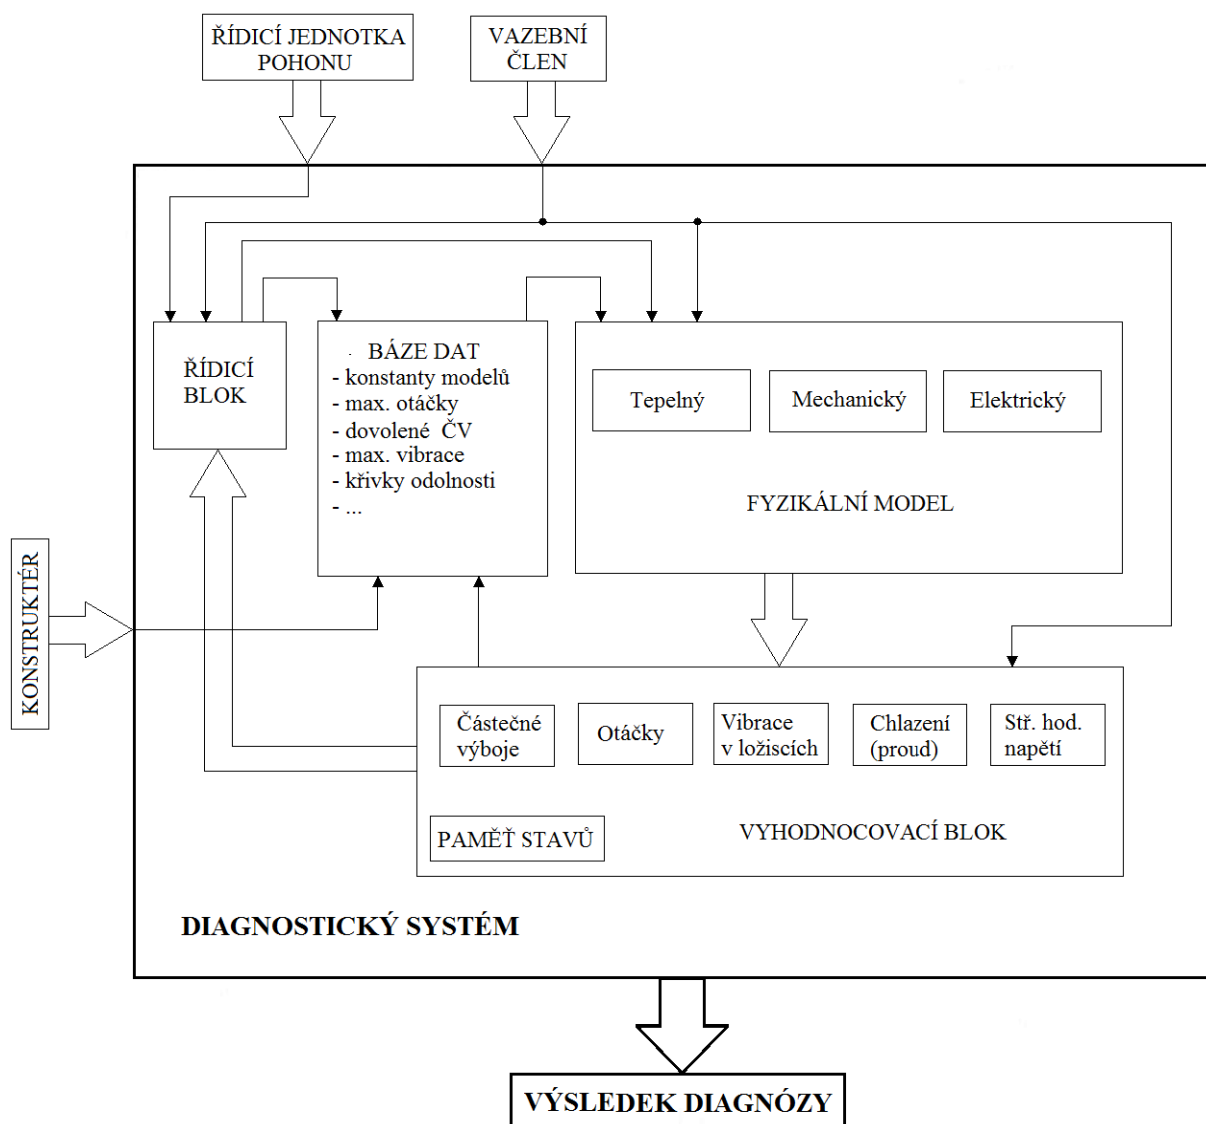 ŘÍDICÍ JEDNOTKA
POHONU
VAZEBNÍ
ČLEN
ŘÍDICÍ
BLOK
BÁZE DAT
- konstanty modelů
- max. otáčky
- dovolené ČV
- max. vibrace
- křivky odolnosti
- ...
Tepelný
Mechanický
Elektrický
FYZIKÁLNÍ MODEL
KONSTRUKTÉR
Částečné
výboje
Otáčky
Vibrace
v ložiscích
Chlazení
(proud)
Stř. hod.
napětí
PAMĚŤ STAVŮ
VYHODNOCOVACÍ BLOK
DIAGNOSTICKÝ SYSTÉM
VÝSLEDEK DIAGNÓZY